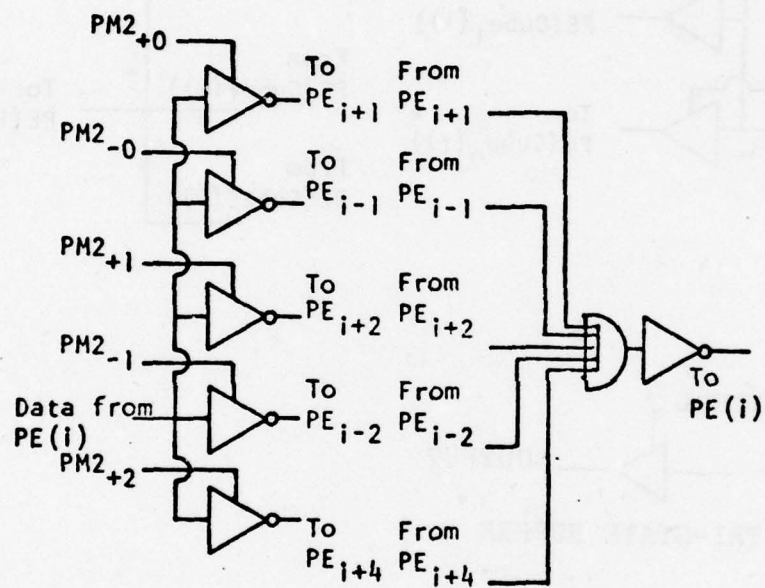 PM2+0
To
PEi+1
From
PEi+1
PM2-0
To
PEi-1
From
PEi-1
PM2+1
To
PEi+2
From
PEi+2
PM2-1
To
PEi-2
From
PEi-2
Data from
PE(i)
PM2+2
To
PEi+4
From
PEi+4
To
PE(i)